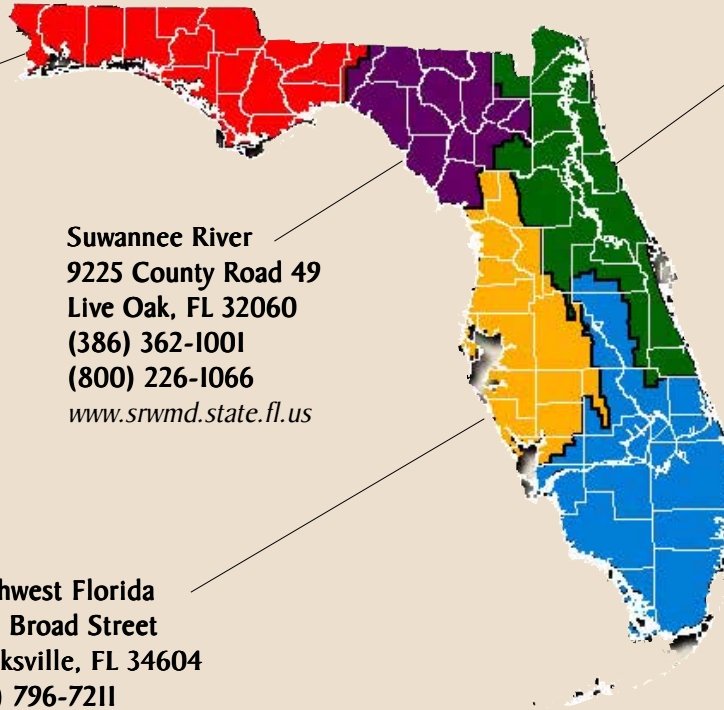 Suwannee River
9225 County Road 49
Live Oak, FL 32060
(386) 362-1001
(800) 226-1066
www.srwmd.state.fl.us
hwest Florida
Broad Street
ksville, FL 34604
) 796-7211